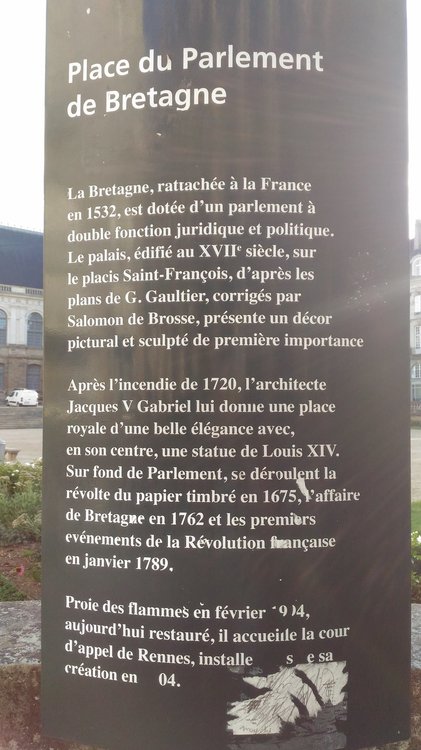 Place du Parlement
de Bretagne
La Bretagne, rattachée à la France
en 1532, est dotée d'un parlement à
double fonction juridique et politique.
Le palais, édifié au XVIIe siècle, sur
le placis Saint-François, d'après les
plans de G. Gaultier, corrigés par
Salomon de Brosse, présente un décor
pictural et sculpté de première importance
Après l'incendie de 1720, l'architecte
Jacques V Gabriel lui donne une place
royale d'une belle élégance avec,
en son centre, une statue de Louis XIV.
Sur fond de Parlement, se déroulent la
révolte du papier timbré en 1675, l'affaire
de Bretagne en 1762 et les premiers
evénements de la Révolution française
en janvier 1789.
Proie des flammes en février
aujourd'hui restauré, il accueille la cour
d'appel de Rennes, sa
création en 04.